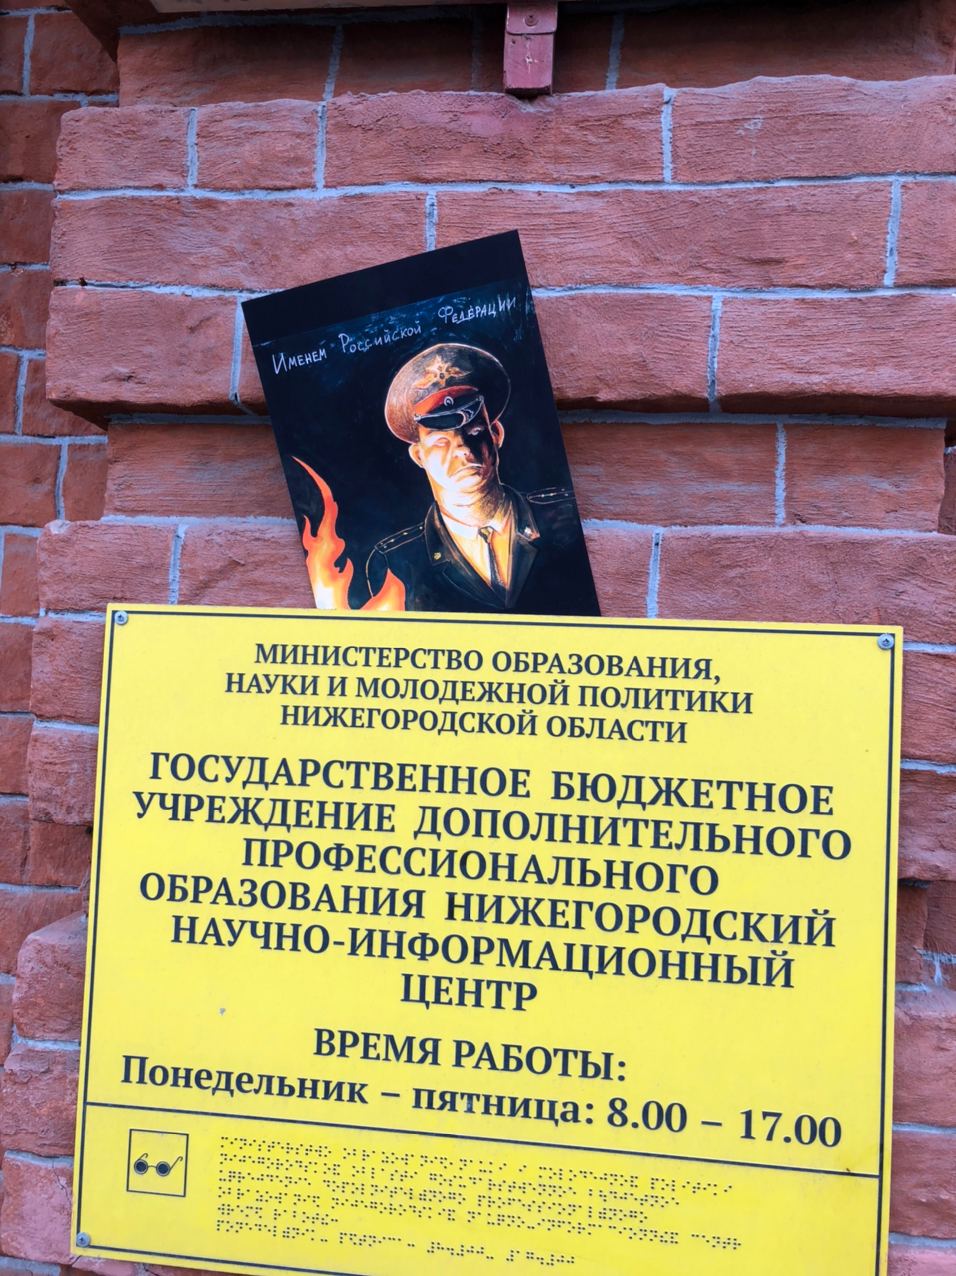 Именем Российской Федерации
МИНИСТЕРСТВО ОБРАЗОВАНИЯ,
НАУКИ И МОЛОДЕЖНОЙ ПОЛИТИКИ
НИЖЕГОРОДСКОЙ ОБЛАСТИ
ГОСУДАРСТВЕННОЕ БЮДЖЕТНОЕ
УЧРЕЖДЕНИЕ ДОПОЛНИТЕЛЬНОГО
ПРОФЕССИОНАЛЬНОГО
ОБРАЗОВАНИЯ НИЖЕГОРОДСКИЙ
НАУЧНО-ИНФОРМАЦИОННЫЙ
ЦЕНТР
ВРЕМЯ РАБОТЫ:
Понедельник – пятница: 8.00 – 17.00